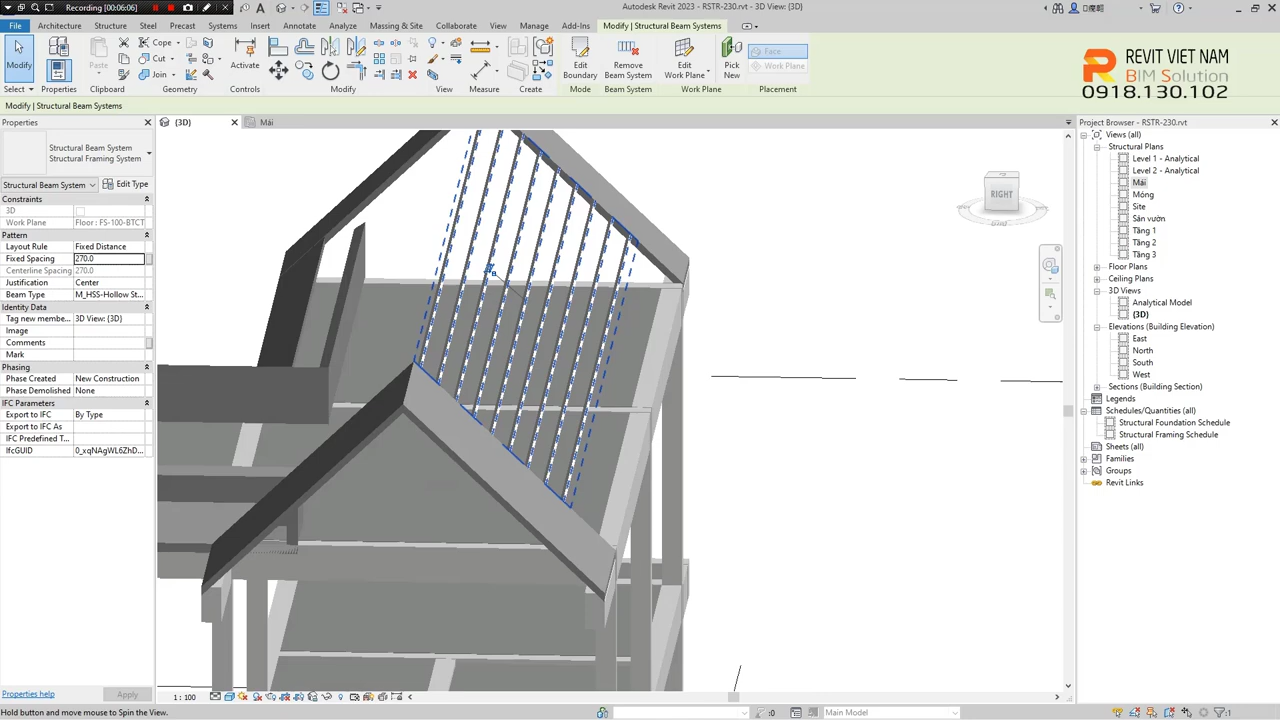 Recording [00:06:06]
Autodesk Revit 2023 - RSTR-230.rvt - 3D View: {3D}
File Architecture Structure Steel Precast Systems Insert Annotate Analyze Massing & Site Collaborate View Manage Add-Ins Modify | Structural Beam System
Modify Paste Cope Cut Join Activate Edit Boundary Remove Beam System Edit Work Plane Pick New Face Work Plane
Select Properties Clipboard Geometry Controls Modify View Measure Create Mode Beam System Work Plane Placement
REVIT VIET NAM
BIM Solution
0918.130.102
Modify | Structural Beam Systems
Properties
Structural Beam System
Structural Framing System
Structural Beam System Edit Type
Constraints
3D
Work Plane Floor : FS-100-BTCT
Pattern
Layout Rule Fixed Distance
Fixed Spacing 270.0
Centerline Spacing 270.0
Justification Center
Beam Type M_HSS-Hollow St...
Identity Data
Tag new membe... 3D View: {3D}
Image
Comments
Mark
Phasing
Phase Created New Construction
Phase Demolished None
IFC Parameters
Export to IFC By Type
Export to IFC As
IFC Predefined T...
IfcGUID 0_xqNAgWL6ZhD...
Properties help Apply
{3D} Mái
RIGHT
Project Browser - RSTR-230.rvt
Views (all)
Structural Plans
Level 1 - Analytical
Level 2 - Analytical
Mái
Móng
Site
Sân vườn
Tầng 1
Tầng 2
Tầng 3
Floor Plans
Ceiling Plans
3D Views
Analytical Model
{3D}
Elevations (Building Elevation)
East
North
South
West
Sections (Building Section)
Legends
Schedules/Quantities (all)
Structural Foundation Schedule
Structural Framing Schedule
Sheets (all)
Families
Groups
Revit Links
1 : 100
Hold button and move mouse to Spin the View.
:0
Main Model
:1